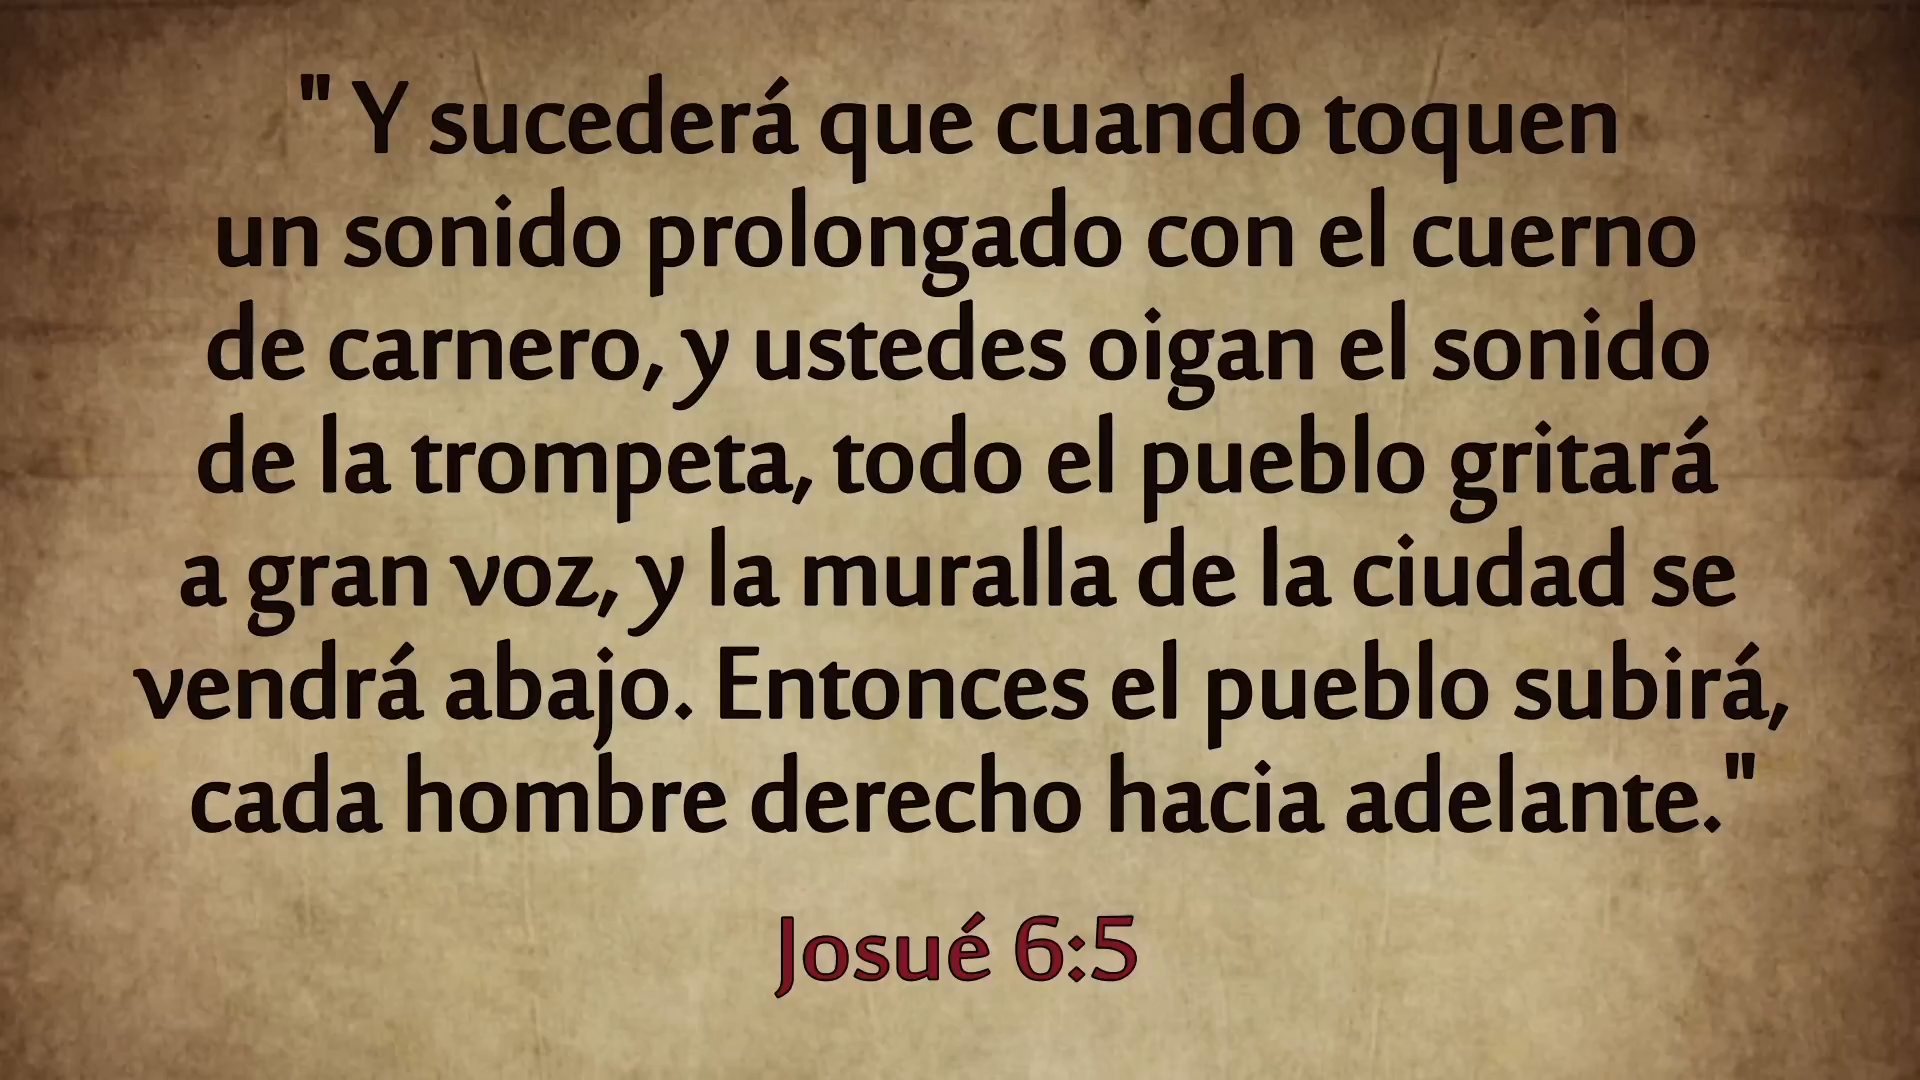 " Y sucederá que cuando toquen
un sonido prolongado con el cuerno
de carnero, y ustedes oigan el sonido
de la trompeta, todo el pueblo gritará
a gran voz, y la muralla de la ciudad se
vendrá abajo. Entonces el pueblo subirá,
cada hombre derecho hacia adelante."
Josué 6:5